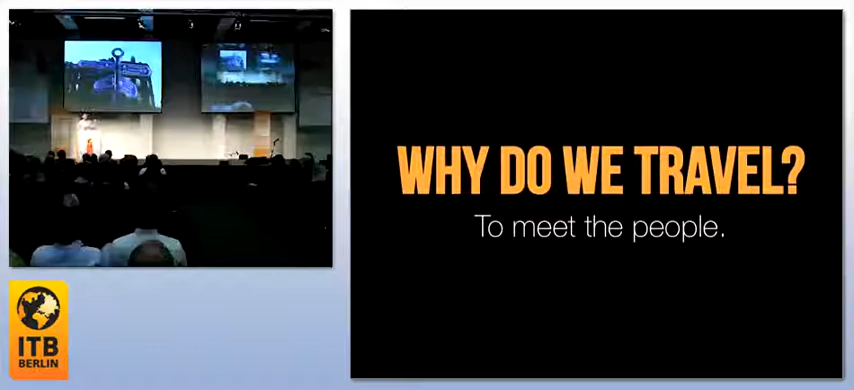 WHY DO WE TRAVEL?
To meet the people.
ITB
BERLIN